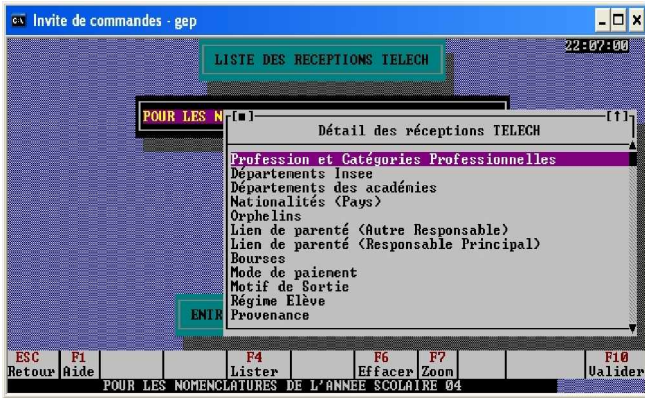 Invite de commandes - gep
22:07:00
LISTE DES RECEPTIONS TELECH
POUR LES N
[■] [↑]
Détail des réceptions TELECH
Profession et Catégories Professionnelles
Départements Insee
Départements des académies
Nationalités (Pays)
Orphelins
Lien de parenté (Autre Responsable)
Lien de parenté (Responsable Principal)
Bourses
Mode de paiement
Motif de Sortie
Régime Elève
Provenance
ENTR
ESC F1 F4 F6 F7 F10
Retour Aide Lister Effacer Zoom Valider
POUR LES NOMENCLATURES DE L'ANNEE SCOLAIRE 04